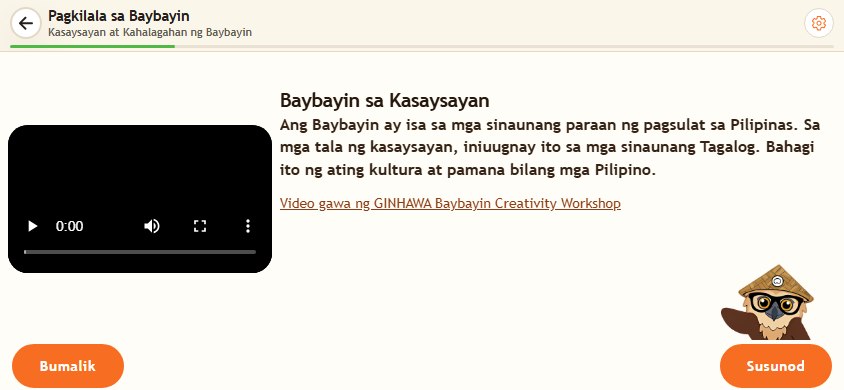 Pagkilala sa Baybayin
Kasaysayan at Kahalagahan ng Baybayin
Baybayin sa Kasaysayan
Ang Baybayin ay isa sa mga sinaunang paraan ng pagsulat sa Pilipinas. Sa
mga tala ng kasaysayan, iniuugnay ito sa mga sinaunang Tagalog. Bahagi
ito ng ating kultura at pamana bilang mga Pilipino.
Video gawa ng GINHAWA Baybayin Creativity Workshop
0:00
Bumalik
Susunod